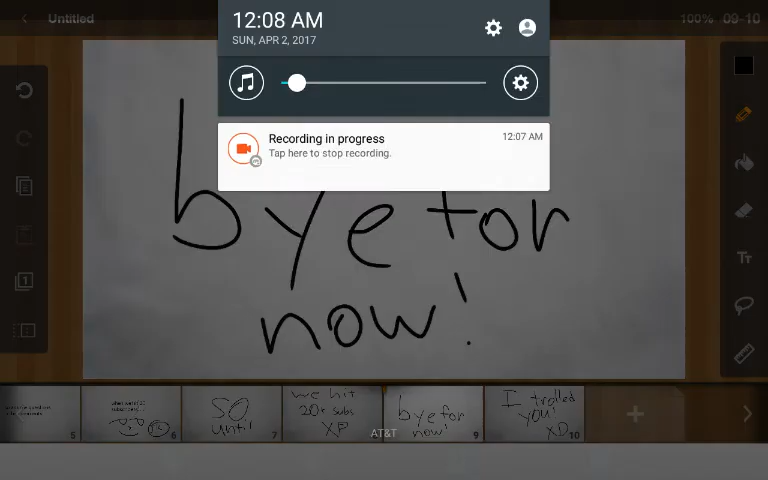 Untitled
100%
09-10
12:08 AM
SUN, APR 2, 2017
Recording in progress
12:07 AM
Tap here to stop recording.
bye for
now!
1
Tт
5
6
SO
until
7
we hit
20+ subs
XP
bye for
now!
9
I trolled
you!
XD
10
AT&T